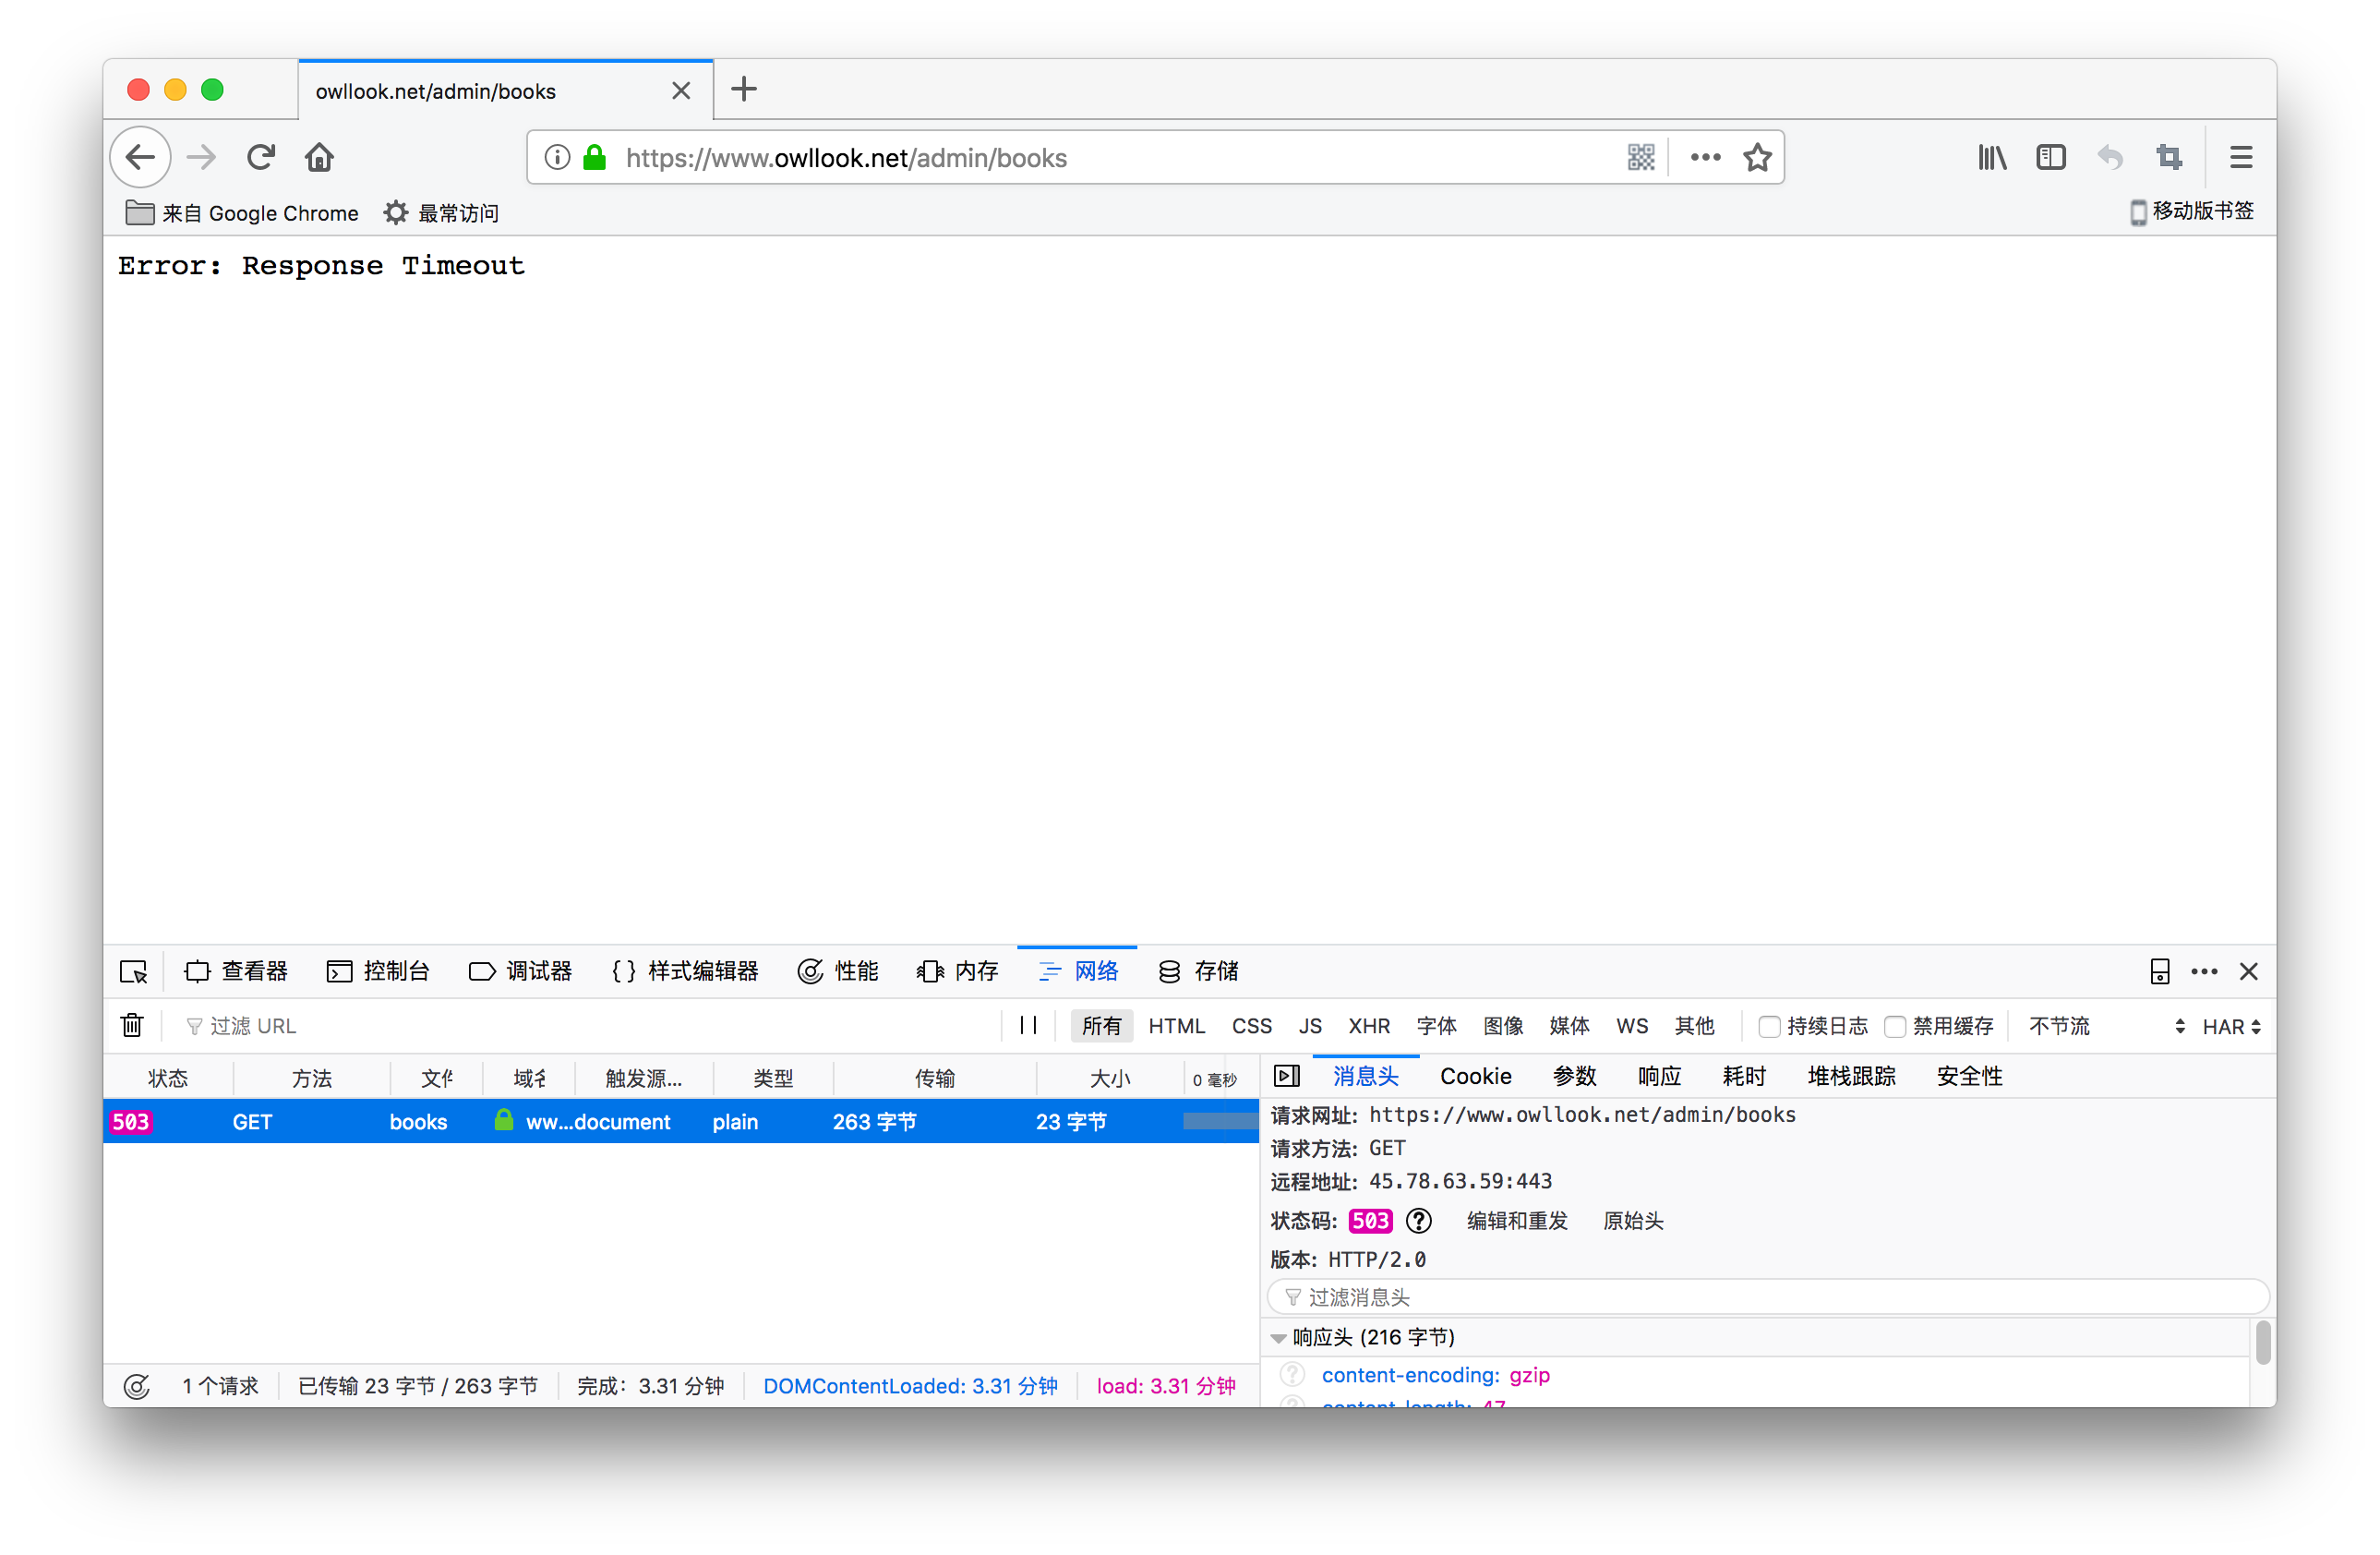 owllook.net/admin/books
https://www.owllook.net/admin/books
来自 Google Chrome 最常访问 移动版书签
Error: Response Timeout
查看器 控制台 调试器 样式编辑器 性能 内存 网络 存储
过滤 URL 所有 HTML CSS JS XHR 字体 图像 媒体 WS 其他 持续日志 禁用缓存 不节流 HAR
状态 方法 触发源... 类型 传输 大小 0 毫秒
503 GET books ww...document plain 263 字节 23 字节
消息头 Cookie 参数 响应 耗时 堆栈跟踪 安全性
请求网址: https://www.owllook.net/admin/books
请求方法: GET
远程地址: 45.78.63.59:443
状态码: 503 编辑和重发 原始头
版本: HTTP/2.0
过滤消息头
响应头 (216 字节)
content-encoding: gzip
content-length: 47
1 个请求 已传输 23 字节 / 263 字节 完成: 3.31 分钟 DOMContentLoaded: 3.31 分钟 load: 3.31 分钟